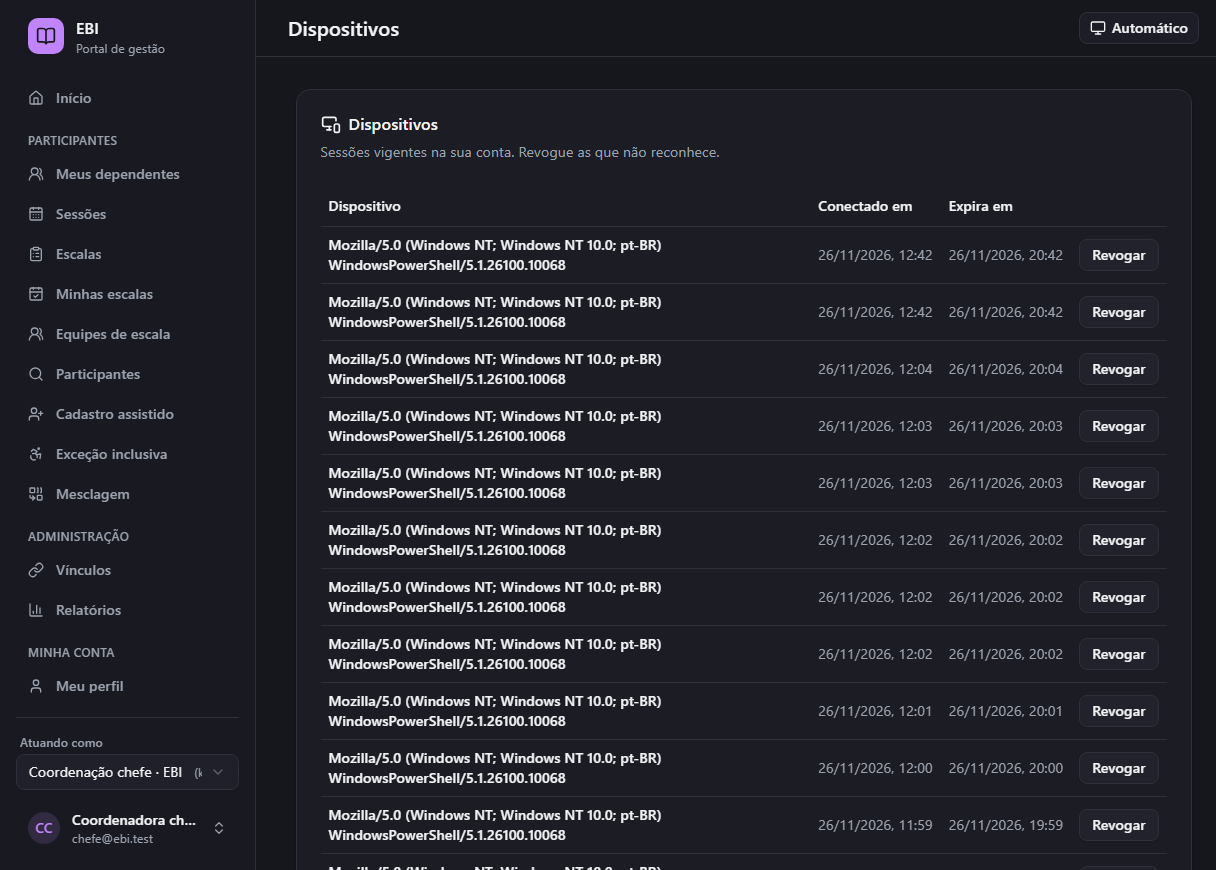 EBI
Portal de gestão
Início
PARTICIPANTES
Meus dependentes
Sessões
Escalas
Minhas escalas
Equipes de escala
Participantes
Cadastro assistido
Exceção inclusiva
Mesclagem
ADMINISTRAÇÃO
Vínculos
Relatórios
MINHA CONTA
Meu perfil
Atuando como
Coordenação chefe · EBI
CC
Coordenadora ch...
chefe@ebi.test
Dispositivos
Automático
Dispositivos
Sessões vigentes na sua conta. Revogue as que não reconhece.
Dispositivo Conectado em Expira em
Mozilla/5.0 (Windows NT; Windows NT 10.0; pt-BR)
WindowsPowerShell/5.1.26100.10068
26/11/2026, 12:42 26/11/2026, 20:42 Revogar
Mozilla/5.0 (Windows NT; Windows NT 10.0; pt-BR)
WindowsPowerShell/5.1.26100.10068
26/11/2026, 12:42 26/11/2026, 20:42 Revogar
Mozilla/5.0 (Windows NT; Windows NT 10.0; pt-BR)
WindowsPowerShell/5.1.26100.10068
26/11/2026, 12:04 26/11/2026, 20:04 Revogar
Mozilla/5.0 (Windows NT; Windows NT 10.0; pt-BR)
WindowsPowerShell/5.1.26100.10068
26/11/2026, 12:03 26/11/2026, 20:03 Revogar
Mozilla/5.0 (Windows NT; Windows NT 10.0; pt-BR)
WindowsPowerShell/5.1.26100.10068
26/11/2026, 12:03 26/11/2026, 20:03 Revogar
Mozilla/5.0 (Windows NT; Windows NT 10.0; pt-BR)
WindowsPowerShell/5.1.26100.10068
26/11/2026, 12:02 26/11/2026, 20:02 Revogar
Mozilla/5.0 (Windows NT; Windows NT 10.0; pt-BR)
WindowsPowerShell/5.1.26100.10068
26/11/2026, 12:02 26/11/2026, 20:02 Revogar
Mozilla/5.0 (Windows NT; Windows NT 10.0; pt-BR)
WindowsPowerShell/5.1.26100.10068
26/11/2026, 12:02 26/11/2026, 20:02 Revogar
Mozilla/5.0 (Windows NT; Windows NT 10.0; pt-BR)
WindowsPowerShell/5.1.26100.10068
26/11/2026, 12:01 26/11/2026, 20:01 Revogar
Mozilla/5.0 (Windows NT; Windows NT 10.0; pt-BR)
WindowsPowerShell/5.1.26100.10068
26/11/2026, 12:00 26/11/2026, 20:00 Revogar
Mozilla/5.0 (Windows NT; Windows NT 10.0; pt-BR)
WindowsPowerShell/5.1.26100.10068
26/11/2026, 11:59 26/11/2026, 19:59 Revogar